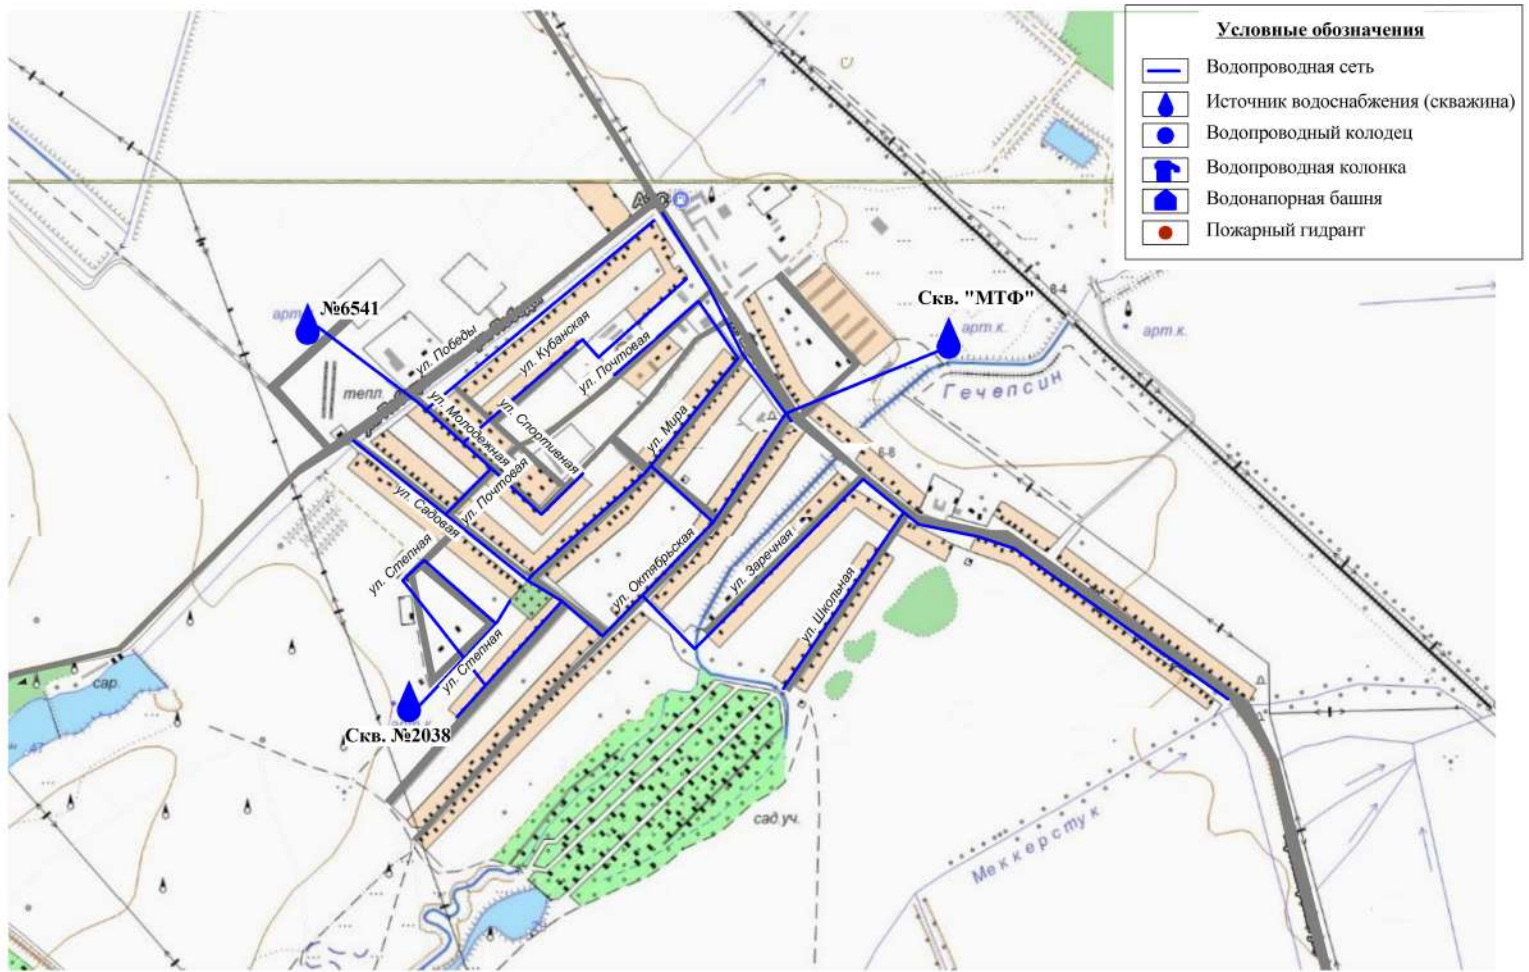 Условные обозначения
Водопроводная сеть
Источник водоснабжения (скважина)
Водопроводный колодец
Водопроводная колонка
Водонапорная башня
Пожарный гидрант
№6541
Скв. "МТФ"
арт.к.
арт.к.
Гечепсин
ул. Победы
ул. Кубанская
ул. Почтовая
тепл.
ул. Молодежная
ул. Спортивная
ул. Мира
ул. Почтовая
ул. Садовая
ул. Степная
ул. Октябрьская
ул. Заречная
ул. Школьная
ул. Степная
сар.
Скв. №2038
сад.уч.
Меккерстук